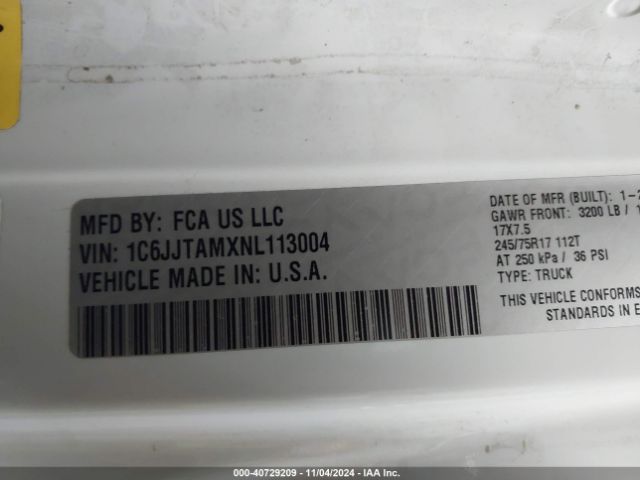 MFD BY: FCA US LLC
VIN: 1C6JJTAMXNL113004
VEHICLE MADE IN: U.S.A.
DATE OF MFR (BUILT): 1-2
GAWR FRONT: 3200 LB / 1
17X7.5
245/75R17 112T
AT 250 kPa / 36 PSI
TYPE: TRUCK
THIS VEHICLE CONFORMS
STANDARDS IN E
000-40729209 - 11/04/2024 - IAA Inc.